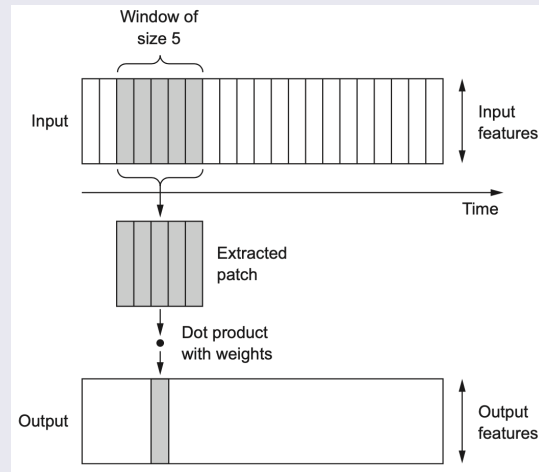 Window of
size 5
Input
Input
features
Time
Extracted
patch
Dot product
with weights
Output
Output
features